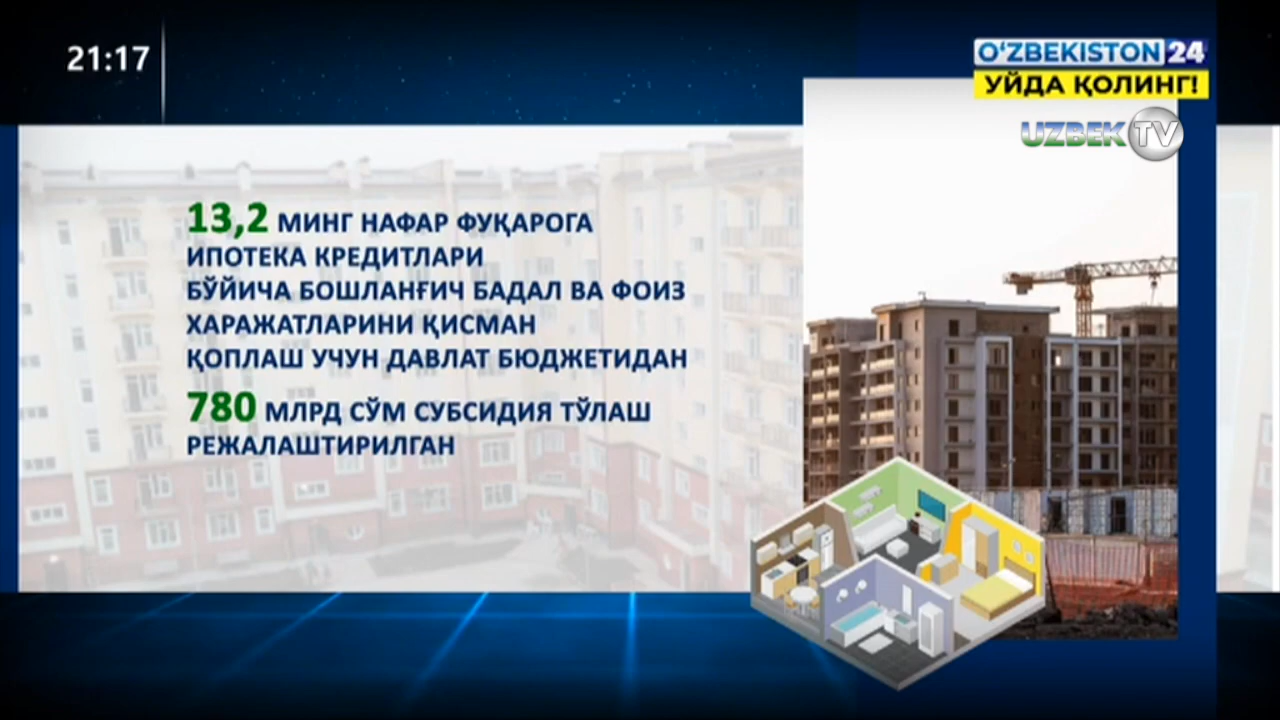 21:17
O‘ZBEKISTON 24
УЙДА ҚОЛИНГ!
UZBEK TV
13,2 МИНГ НАФАР ФУҚАРОГА
ИПОТЕКА КРЕДИТЛАРИ
БЎЙИЧА БОШЛАНҒИЧ БАДАЛ ВА ФОИЗ
ХАРАЖАТЛАРИНИ ҚИСМАН
ҚОПЛАШ УЧУН ДАВЛАТ БЮДЖЕТИДАН
780 МЛРД СЎМ СУБСИДИЯ ТЎЛАШ
РЕЖАЛАШТИРИЛГАН